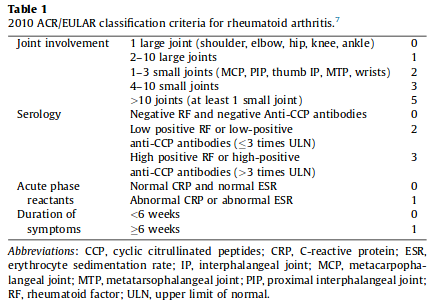 Table 1
2010 ACR/EULAR classification criteria for rheumatoid arthritis.7
Joint involvement 1 large joint (shoulder, elbow, hip, knee, ankle) 0
2–10 large joints 1
1–3 small joints (MCP, PIP, thumb IP, MTP, wrists) 2
4–10 small joints 3
>10 joints (at least 1 small joint) 5
Serology Negative RF and negative Anti-CCP antibodies 0
Low positive RF or low-positive 2
anti-CCP antibodies (≤3 times ULN)
High positive RF or high-positive 3
anti-CCP antibodies (>3 times ULN)
Acute phase Normal CRP and normal ESR 0
reactants Abnormal CRP or abnormal ESR 1
Duration of <6 weeks 0
symptoms ≥6 weeks 1
Abbreviations: CCP, cyclic citrullinated peptides; CRP, C-reactive protein; ESR,
erythrocyte sedimentation rate; IP, interphalangeal joint; MCP, metacarpopha-
langeal joint; MTP, metatarsophalangeal joint; PIP, proximal interphalangeal joint;
RF, rheumatoid factor; ULN, upper limit of normal.